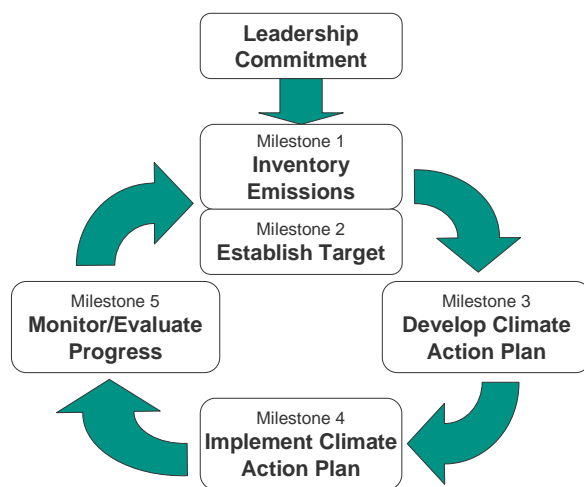 Leadership
Commitment
Milestone 1
Inventory
Emissions
Milestone 2
Establish Target
Milestone 3
Develop Climate
Action Plan
Milestone 4
Implement Climate
Action Plan
Milestone 5
Monitor/Evaluate
Progress